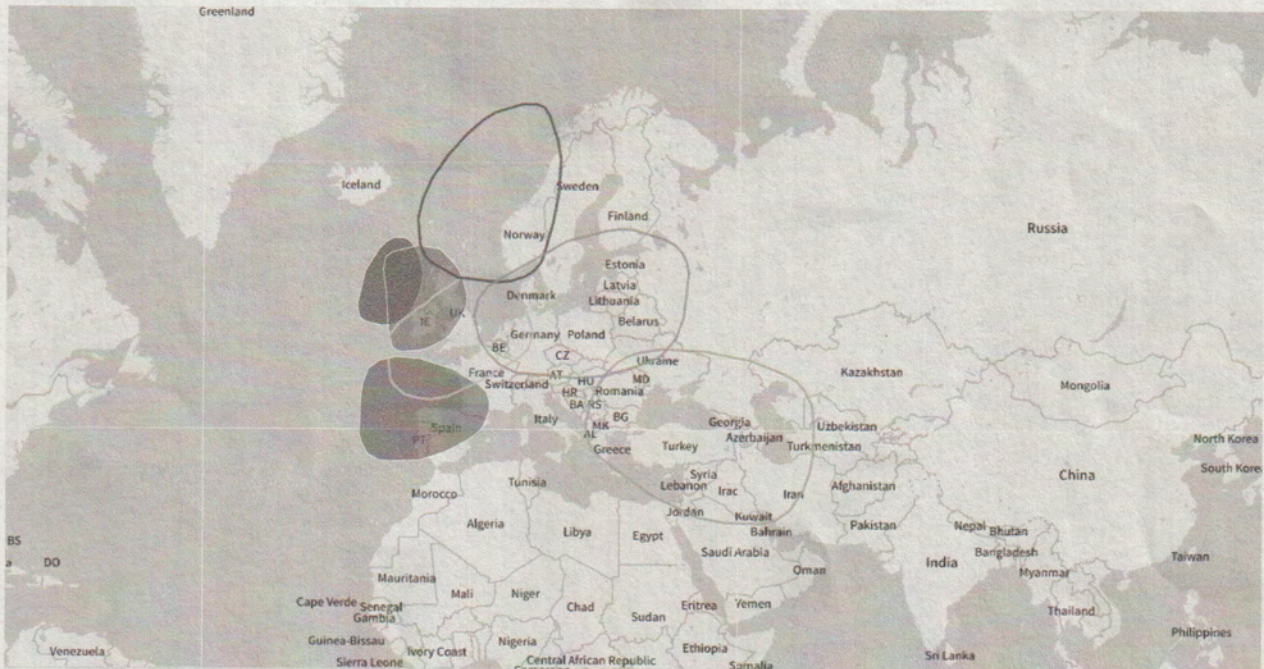 Greenland
Iceland
Sweden
Finland
Norway
Russia
Estonia
Latvia
Denmark
Lithuania
UK
IE
Belarus
Germany
Poland
BE
CZ
Ukraine
France
AT
Switzerland
HU
MD
Kazakhstan
Mongolia
HR
Romania
BA
RS
Italy
BG
MK
AL
Spain
PT
Georgia
Uzbekistan
Azerbaijan
Turkmenistan
North Korea
Greece
Turkey
South Kore
Syria
China
Tunisia
Lebanon
Irac
Iran
Afghanistan
Morocco
Jordan
Kuwait
Algeria
Libya
Egypt
Bahrain
Pakistan
Nepal
Bhutan
BS
Saudi Arabia
Bangladesh
Taiwan
a
DO
India
Oman
Myanmar
Mauritania
Mali
Niger
Chad
Cape Verde
Senegal
Eritrea
Yemen
Gambia
Sudan
Thailand
Guinea-Bissau
Nigeria
Ethiopia
Philippines
Venezuela
Ivory Coast
Sierra Leone
Central African Republic
Somalia
Sri Lanka